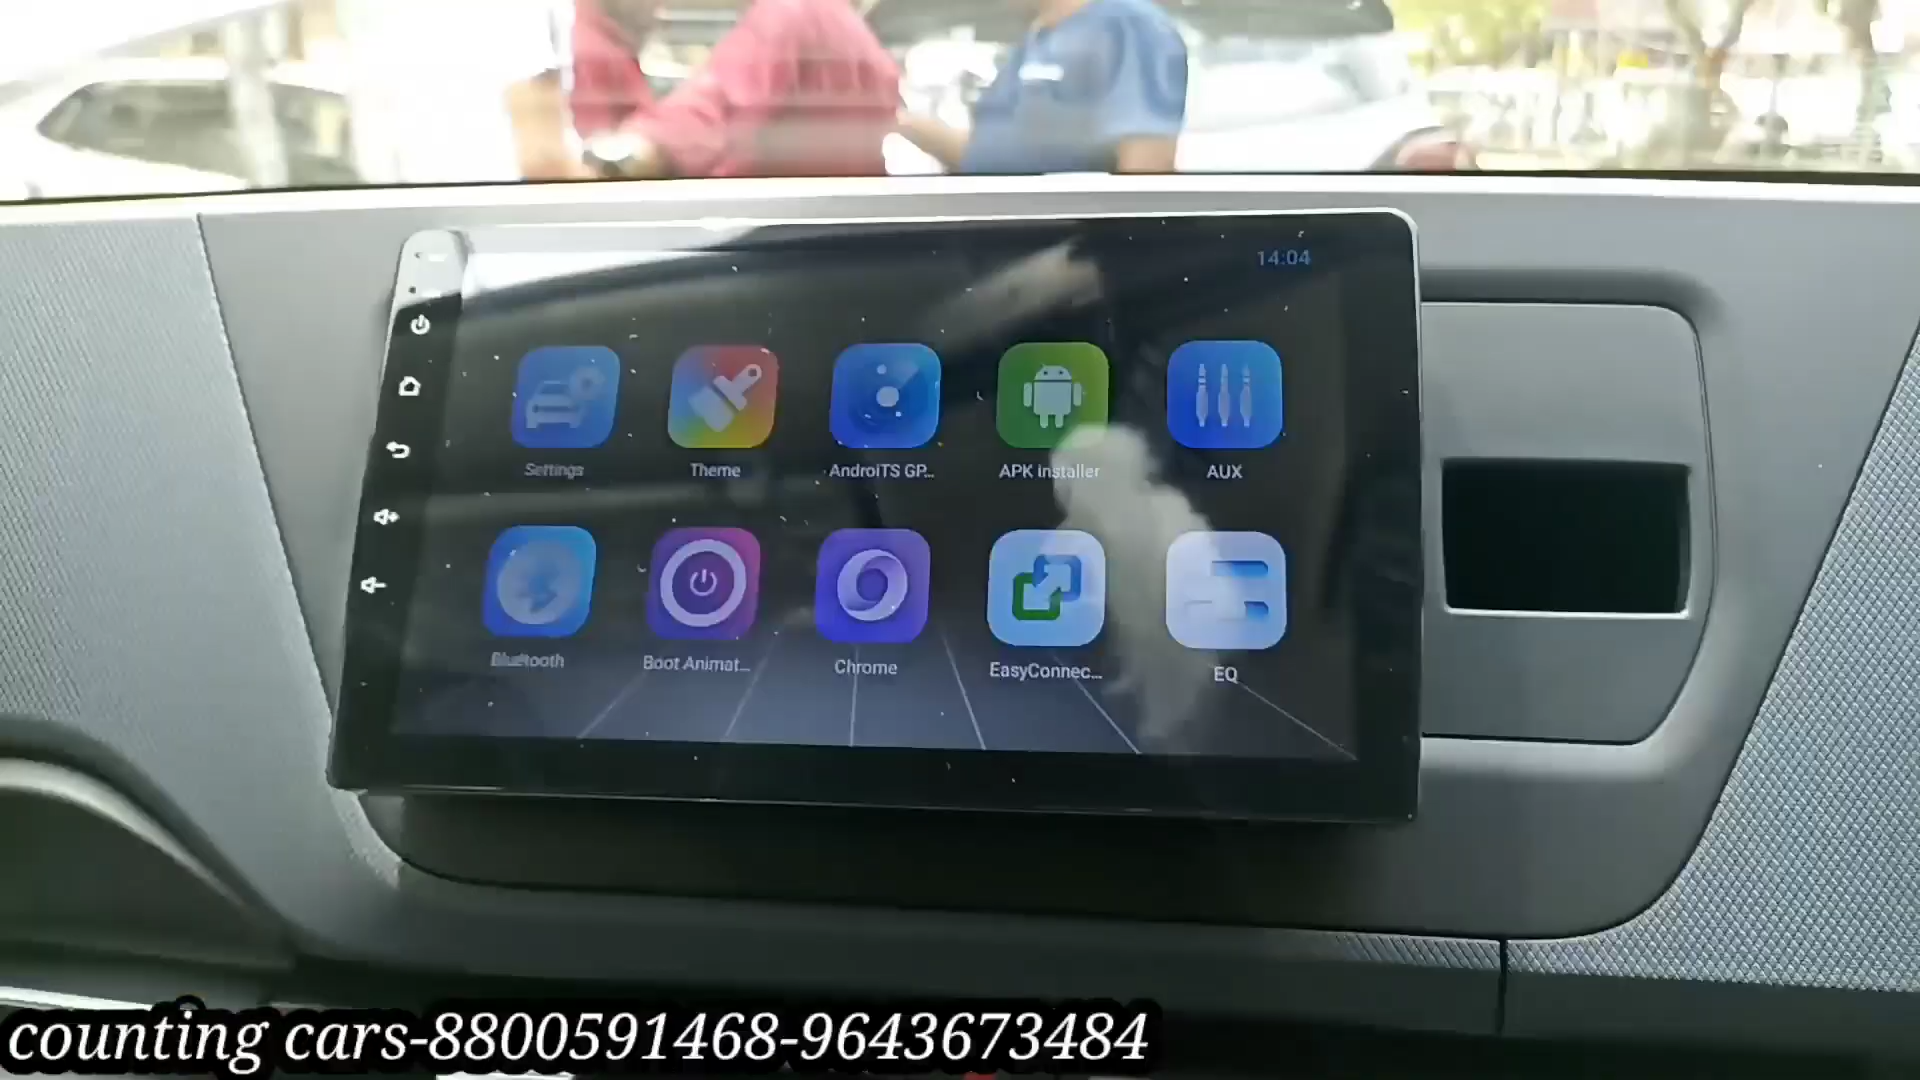 14:04
Settings
Theme
AndroiTS GP...
APK installer
AUX
Bluetooth
Boot Animat...
Chrome
EasyConnec...
EQ
counting cars-8800591468-9643673484